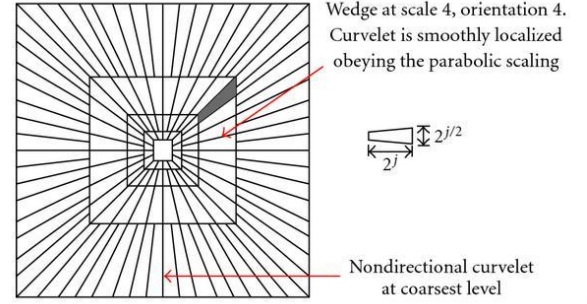 Wedge at scale 4, orientation 4.
Curvelet is smoothly localized
obeying the parabolic scaling
2^{j/2}
2^j
Nondirectional curvelet
at coarsest level